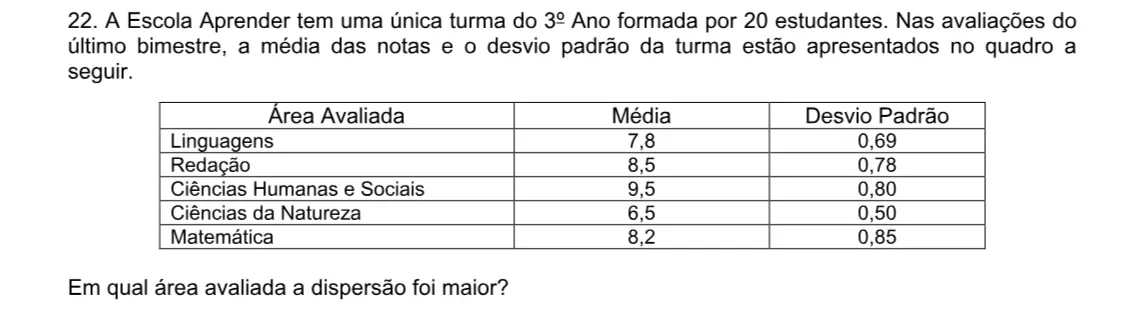 22. A Escola Aprender tem uma única turma do 3º Ano formada por 20 estudantes. Nas avaliações do
último bimestre, a média das notas e o desvio padrão da turma estão apresentados no quadro a
seguir.
Área Avaliada Média Desvio Padrão
Linguagens 7,8 0,69
Redação 8,5 0,78
Ciências Humanas e Sociais 9,5 0,80
Ciências da Natureza 6,5 0,50
Matemática 8,2 0,85
Em qual área avaliada a dispersão foi maior?